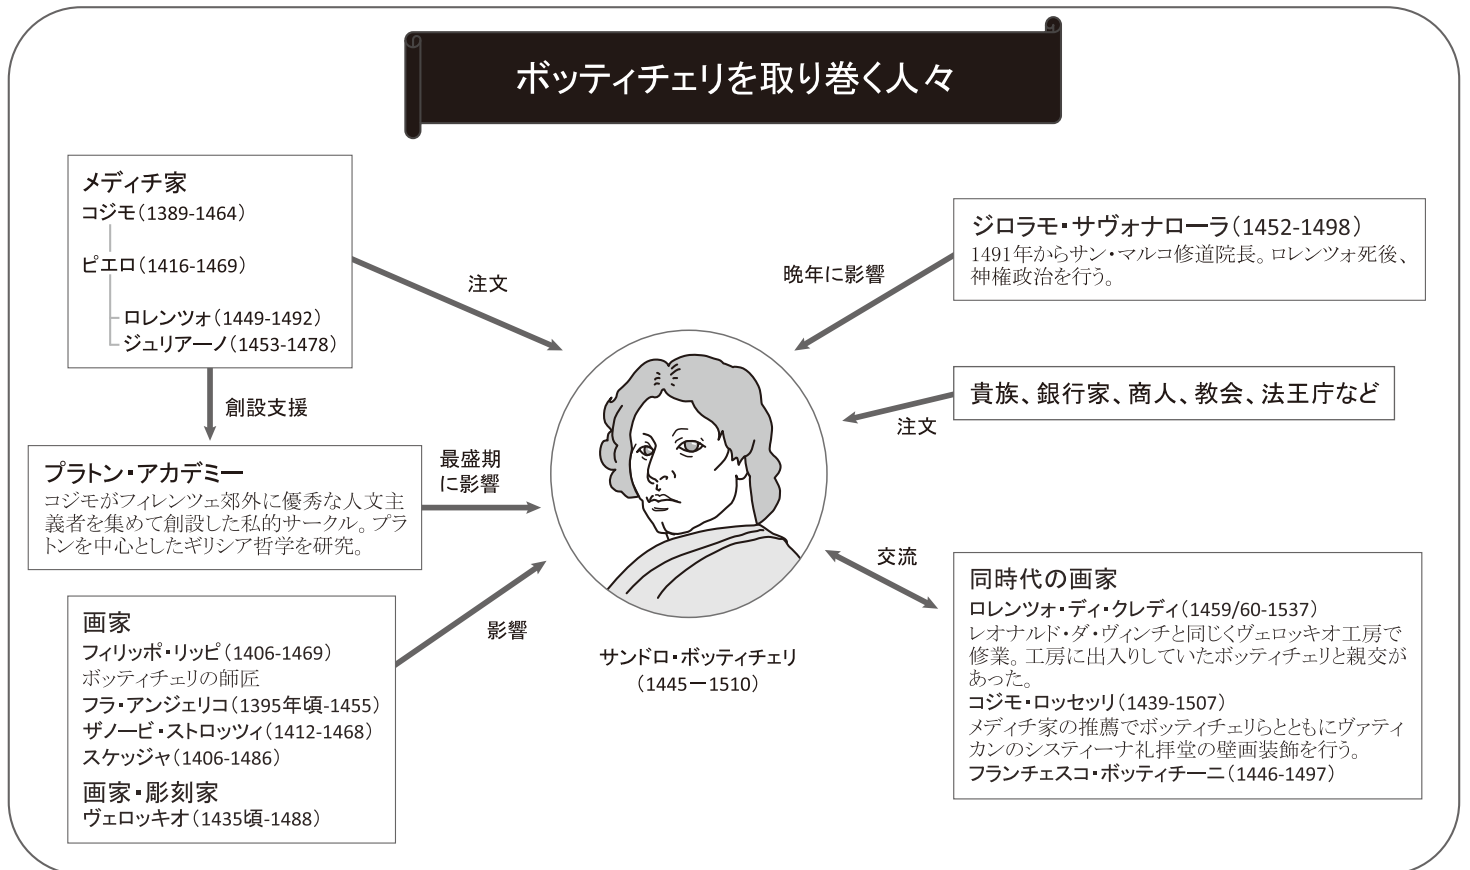 ボッティチェリを取り巻く人々
メディチ家
コジモ(1389-1464)
ピエロ(1416-1469)
ロレンツォ(1449-1492)
ジュリアーノ(1453-1478)
注文
創設支援
プラトン・アカデミー
コジモがフィレンツェ郊外に優秀な人文主
義者を集めて創設した私的サークル。プラ
トンを中心としたギリシア哲学を研究。
最盛期
に影響
画家
フィリッポ・リッピ(1406-1469)
ボッティチェリの師匠
フラ・アンジェリコ(1395年頃-1455)
ザノービ・ストロッツィ(1412-1468)
スケッジャ(1406-1486)
画家・彫刻家
ヴェロッキオ(1435頃-1488)
影響
サンドロ・ボッティチェリ
(1445ー1510)
ジロラモ・サヴォナローラ(1452-1498)
1491年からサン・マルコ修道院長。ロレンツォ死後、
神権政治を行う。
晩年に影響
貴族、銀行家、商人、教会、法王庁など
注文
交流
同時代の画家
ロレンツォ・ディ・クレディ(1459/60-1537)
レオナルド・ダ・ヴィンチと同じくヴェロッキオ工房で
修業。工房に出入りしていたボッティチェリと親交が
あった。
コジモ・ロッセッリ(1439-1507)
メディチ家の推薦でボッティチェリらとともにヴァティ
カンのシスティーナ礼拝堂の壁画装飾を行う。
フランチェスコ・ボッティチーニ(1446-1497)